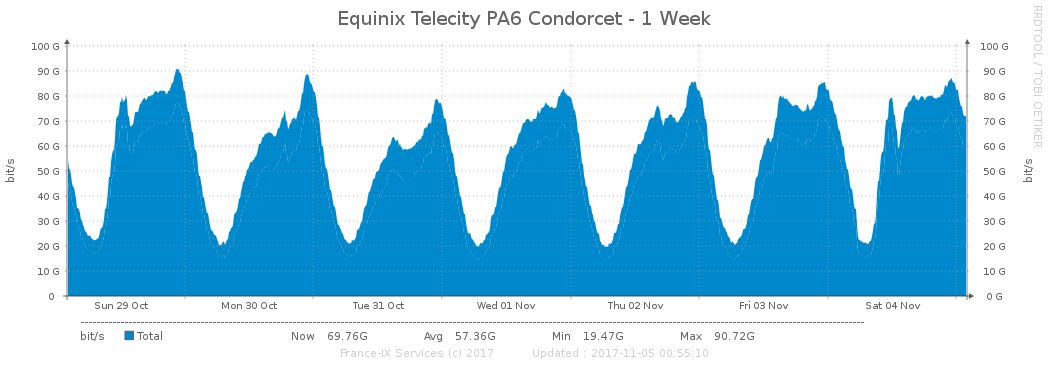 Equinix Telecity PA6 Condorcet - 1 Week
RRDTOOL / TOBI OETIKER
bit/s
bit/s
100 G 100 G
90 G 90 G
80 G 80 G
70 G 70 G
60 G 60 G
50 G 50 G
40 G 40 G
30 G 30 G
20 G 20 G
10 G 10 G
0 0 G
Sun 29 Oct Mon 30 Oct Tue 31 Oct Wed 01 Nov Thu 02 Nov Fri 03 Nov Sat 04 Nov
bit/s Total Now 69.76G Avg 57.36G Min 19.47G Max 90.72G
France-IX Services (c) 2017 Updated : 2017-11-05 00:55:10